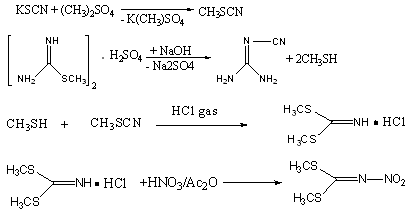 KSCN + (CH3)2SO4 - K(CH3)SO4 CH3SCN
NH NH2 SCH3 2 · H2SO4 + NaOH - Na2SO4 N CN H2N NH2 + 2CH3SH
CH3SH + CH3SCN HCl gas H3CS H3CS NH · HCl
H3CS H3CS NH · HCl +HNO3/Ac2O H3CS H3CS N NO2